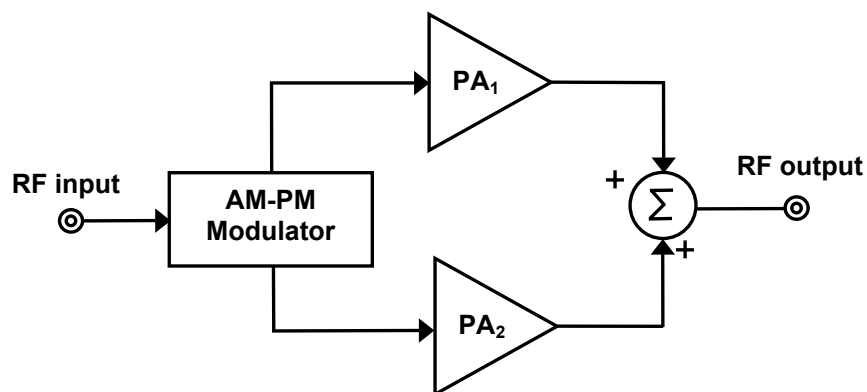 PA₁
RF input
AM-PM
Modulator
+
Σ
+
RF output
PA₂